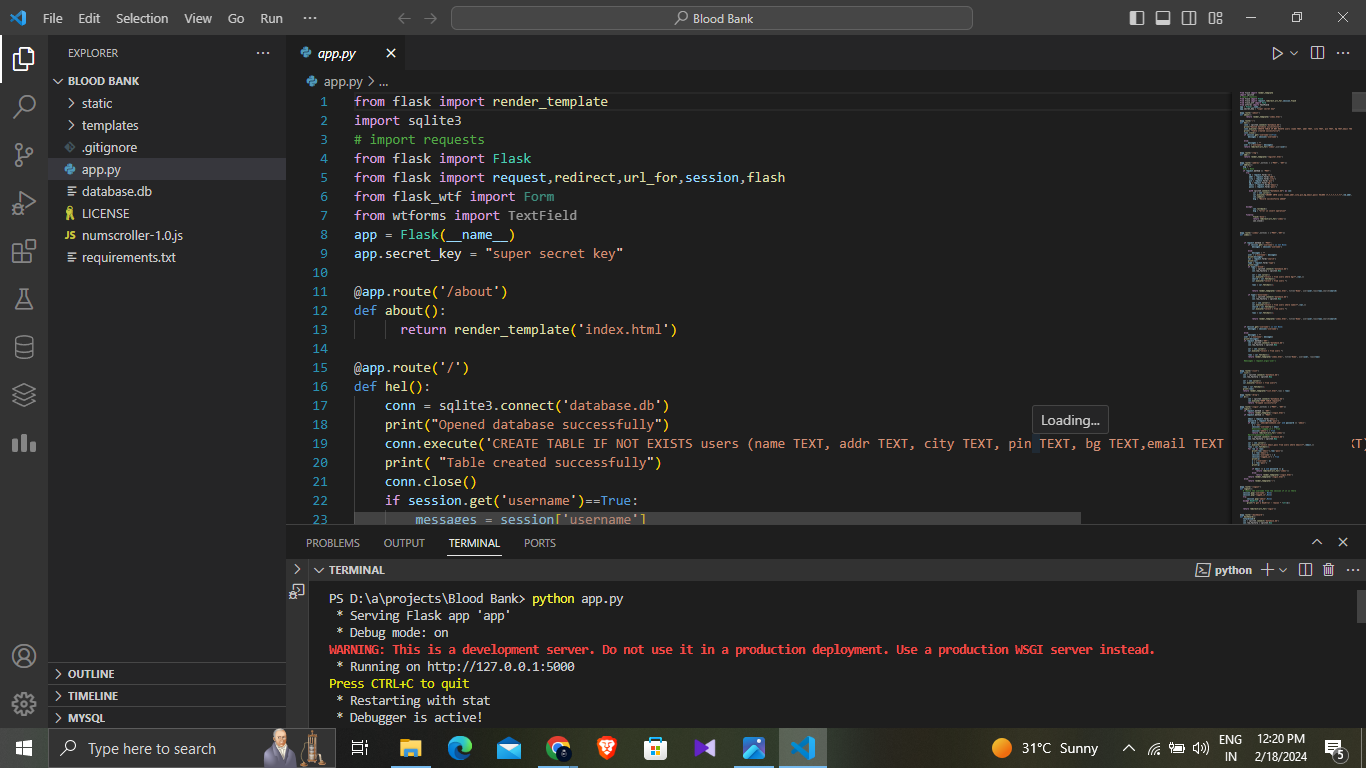 File Edit Selection View Go Run ··· Blood Bank
EXPLORER ···
BLOOD BANK
static
templates
.gitignore
app.py
database.db
LICENSE
JS numscroller-1.0.js
requirements.txt
OUTLINE
TIMELINE
MYSQL
app.py
app.py > ...
1 from flask import render_template
2 import sqlite3
3 # import requests
4 from flask import Flask
5 from flask import request,redirect,url_for,session,flash
6 from flask_wtf import Form
7 from wtforms import TextField
8 app = Flask(__name__)
9 app.secret_key = "super secret key"
10
11 @app.route('/about')
12 def about():
13 return render_template('index.html')
14
15 @app.route('/')
16 def hel():
17 conn = sqlite3.connect('database.db')
18 print("Opened database successfully")
19 conn.execute('CREATE TABLE IF NOT EXISTS users (name TEXT, addr TEXT, city TEXT, pin TEXT, bg TEXT,email TEXT
20 print( "Table created successfully")
21 conn.close()
22 if session.get('username')==True:
23 messages = session['username']
Loading...
PROBLEMS OUTPUT TERMINAL PORTS
TERMINAL python
PS D:\a\projects\Blood Bank> python app.py
* Serving Flask app 'app'
* Debug mode: on
WARNING: This is a development server. Do not use it in a production deployment. Use a production WSGI server instead.
* Running on http://127.0.0.1:5000
Press CTRL+C to quit
* Restarting with stat
* Debugger is active!
Type here to search
31°C Sunny
ENG
IN
12:20 PM
2/18/2024
5